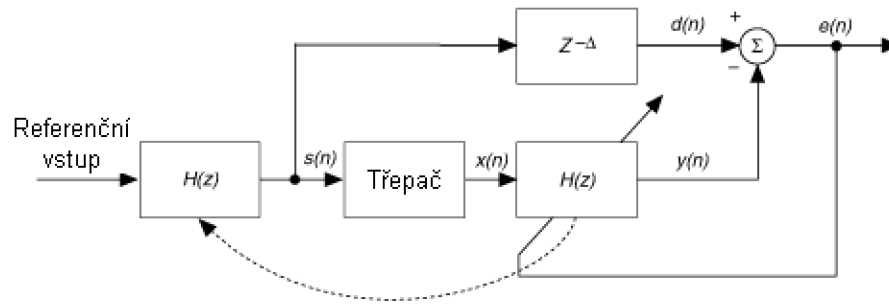 Z⁻Δ
d(n)
+
Σ
−
e(n)
Referenční
vstup
H(z)
s(n)
Třepač
x(n)
H(z)
y(n)